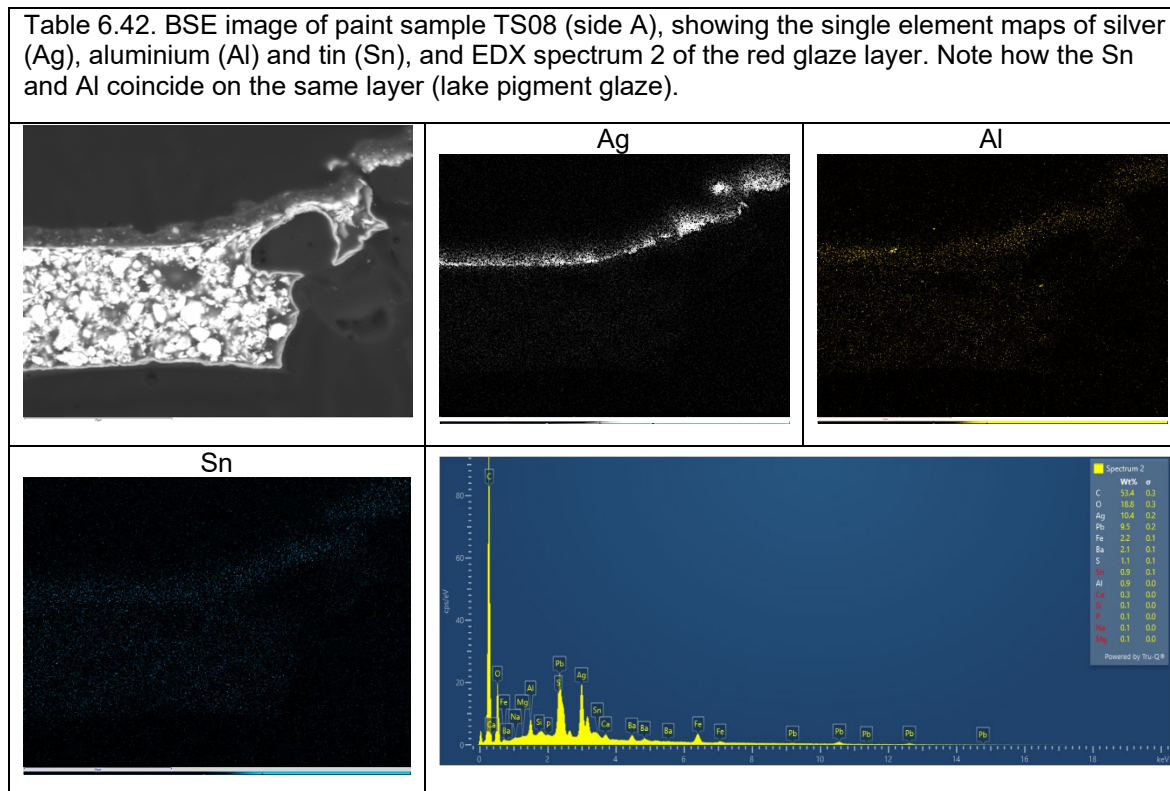 Table 6.42. BSE image of paint sample TS08 (side A), showing the single element maps of silver
(Ag), aluminium (Al) and tin (Sn), and EDX spectrum 2 of the red glaze layer. Note how the Sn
and Al coincide on the same layer (lake pigment glaze).
Ag
Al
Sn
Spectrum 2
Wt% σ
C 53.4 0.3
O 18.8 0.3
Ag 10.4 0.2
Pb 9.5 0.2
Fe 2.2 0.1
Ba 2.1 0.1
S 1.1 0.1
Sn 0.9 0.1
Al 0.9 0.0
Ca 0.3 0.0
Si 0.1 0.0
P 0.1 0.0
Na 0.1 0.0
Mg 0.1 0.0
Powered by Tru-Q®
cps/eV
80
60
40
20
0
C
O
Fe
Ca
Ba
Na
Mg
Al
Si
P
Pb
S
Ag
Sn
Ca
Ba
Ba
Ba
Fe
Fe
Pb
Pb
Pb
Pb
Pb
0 2 4 6 8 10 12 14 16 18 keV